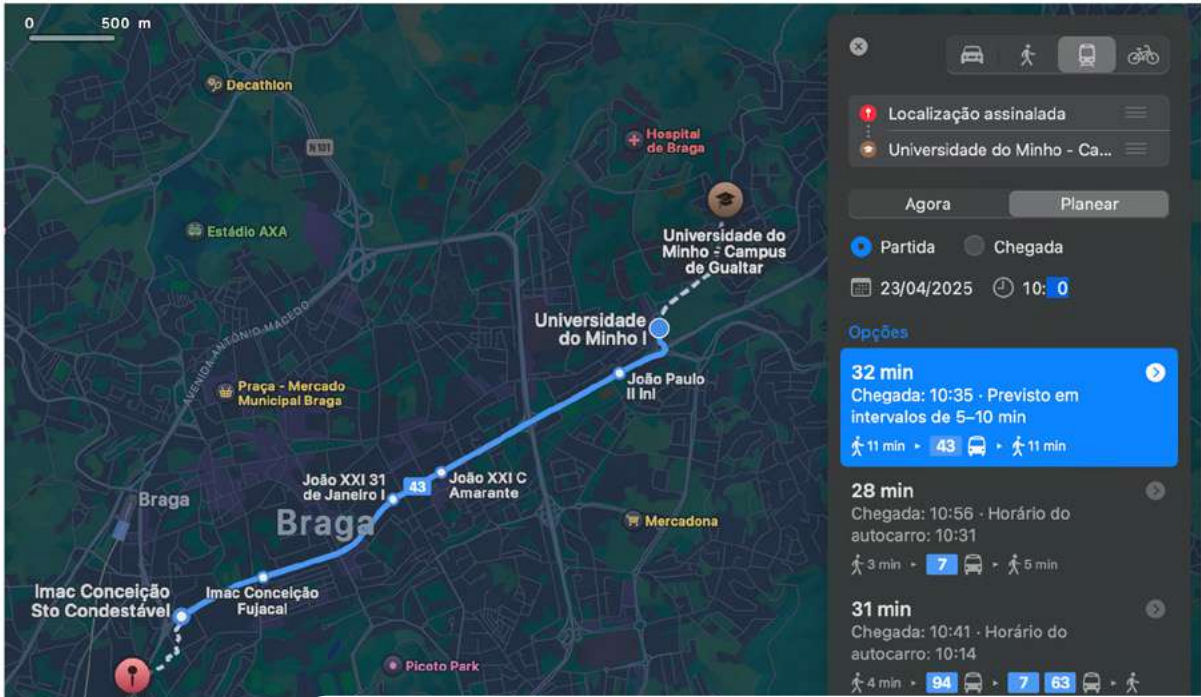 0 500 m
Decathlon
N 101
Hospital
de Braga
Estádio AXA
Universidade do
Minho - Campus
de Gualtar
AVENIDA ANTÓNIO MACEDO
Universidade
do Minho I
João Paulo
II Inl
Praça - Mercado
Municipal Braga
João XXI 31
de Janeiro I
43
João XXI C
Amarante
Braga
Braga
Mercadona
Imac Conceição
Sto Condestável
Imac Conceição
Fujacal
Picoto Park
Localização assinalada
Universidade do Minho - Ca...
Agora Planear
Partida Chegada
23/04/2025 10: 0
Opções
32 min
Chegada: 10:35 · Previsto em
intervalos de 5–10 min
11 min 43 11 min
28 min
Chegada: 10:56 · Horário do
autocarro: 10:31
3 min 7 5 min
31 min
Chegada: 10:41 · Horário do
autocarro: 10:14
4 min 94 7 63